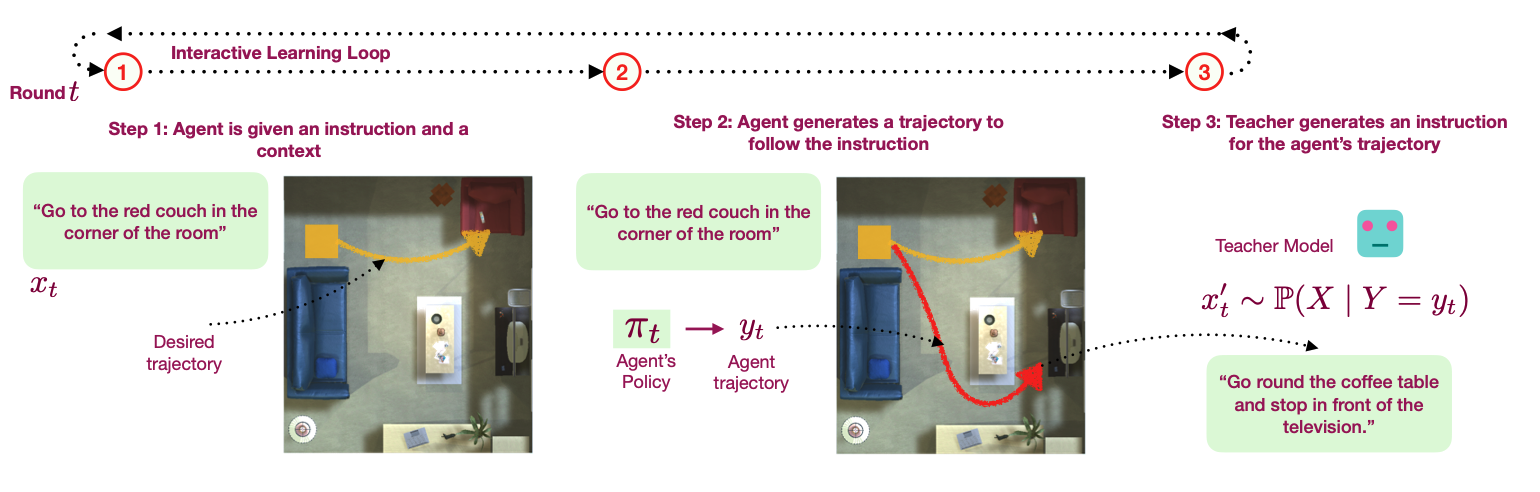 Interactive Learning Loop
1
2
3
Round t
Step 1: Agent is given an instruction and a
context
“Go to the red couch in the
corner of the room”
x_t
Desired
trajectory
Step 2: Agent generates a trajectory to
follow the instruction
“Go to the red couch in the
corner of the room”
π_t
y_t
Agent’s
Policy
Agent
trajectory
Step 3: Teacher generates an instruction
for the agent’s trajectory
Teacher Model
x′_t ∼ ℙ(X | Y = y_t)
“Go round the coffee table
and stop in front of the
television.”